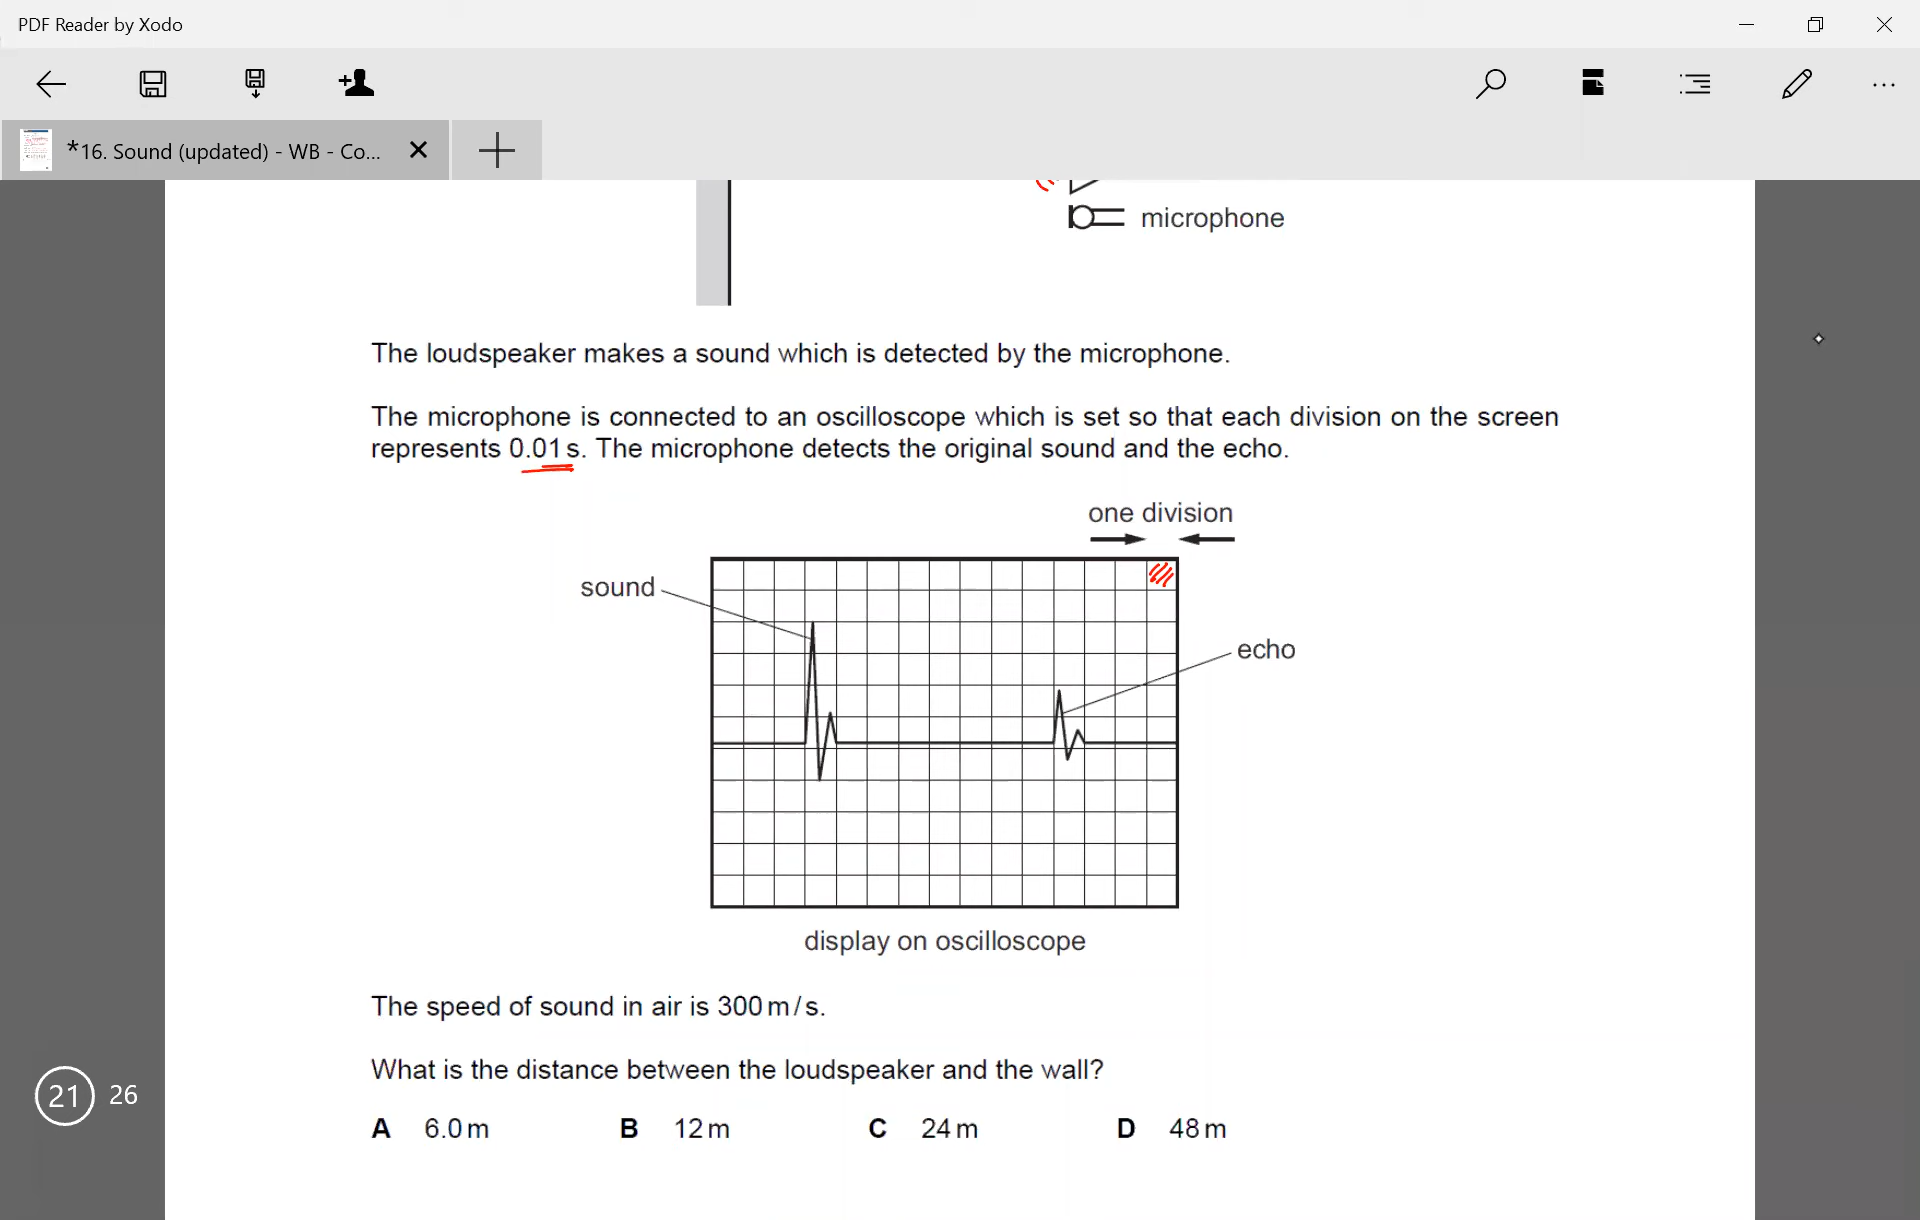 PDF Reader by Xodo
*16. Sound (updated) - WB - Co...
microphone
The loudspeaker makes a sound which is detected by the microphone.
The microphone is connected to an oscilloscope which is set so that each division on the screen
represents 0.01 s. The microphone detects the original sound and the echo.
one division
sound
echo
display on oscilloscope
The speed of sound in air is 300 m/s.
What is the distance between the loudspeaker and the wall?
21 26
A 6.0 m B 12 m C 24 m D 48 m